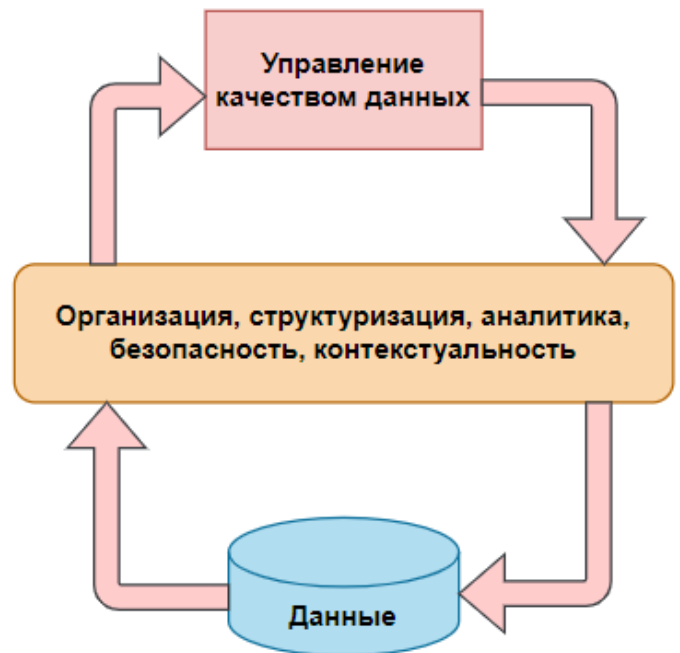 Управление
качеством данных
Организация, структуризация, аналитика,
безопасность, контекстуальность
Данные